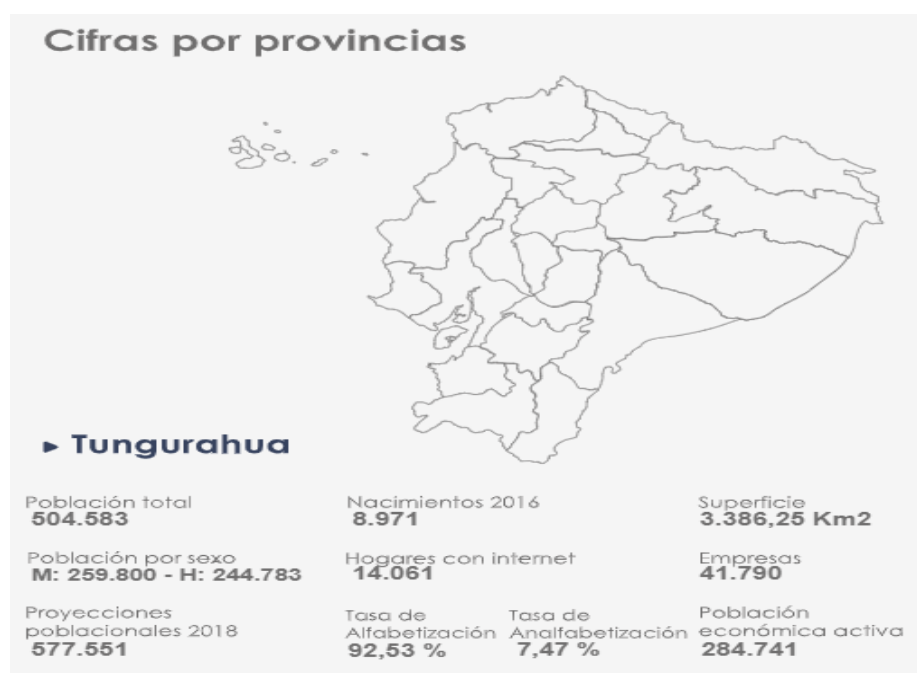 Cifras por provincias
▸ Tungurahua
Población total
504.583
Nacimientos 2016
8.971
Superficie
3.386,25 Km2
Población por sexo
M: 259.800 - H: 244.783
Hogares con internet
14.061
Empresas
41.790
Proyecciones
poblacionales 2018
577.551
Tasa de
Alfabetización
92,53 %
Tasa de
Analfabetización
7,47 %
Población
económica activa
284.741